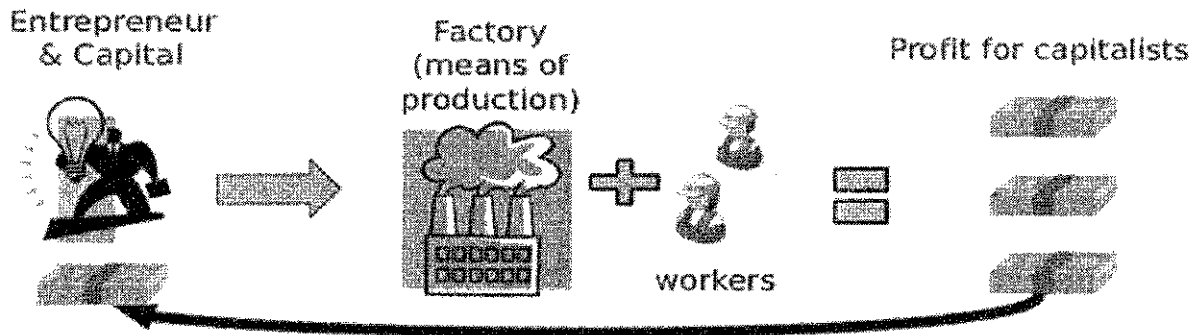 Entrepreneur
& Capital
Factory
(means of
production)
Profit for capitalists
workers